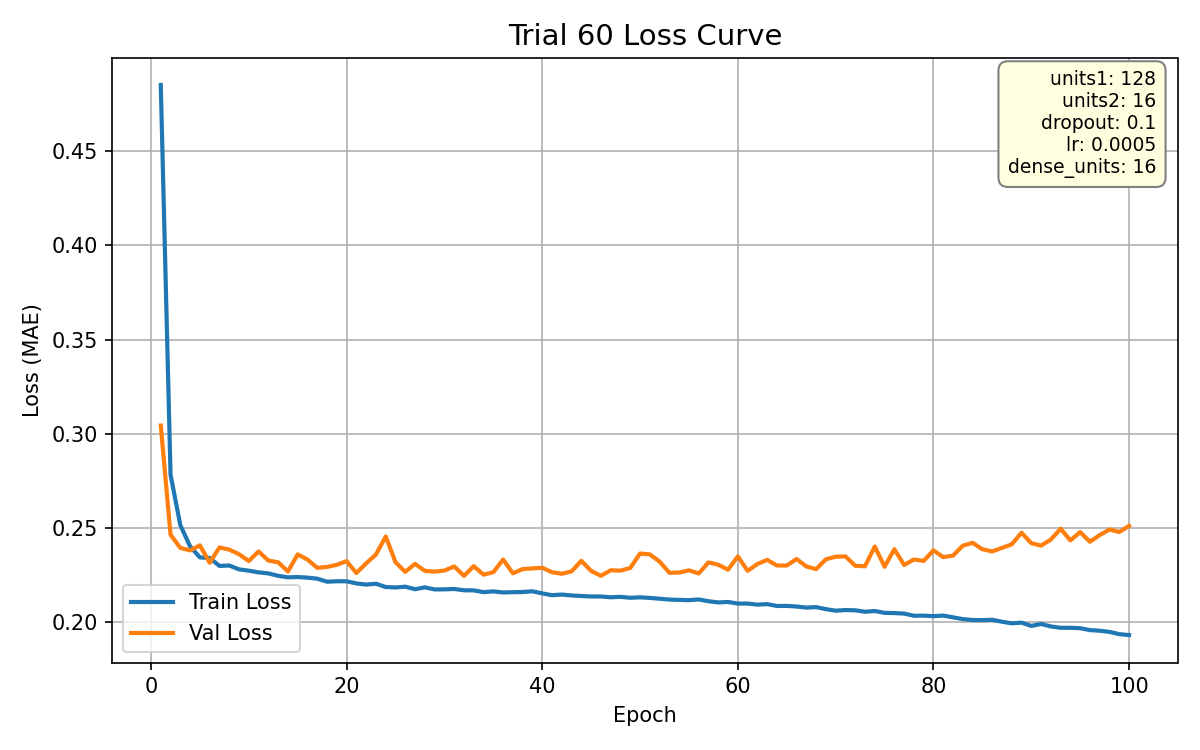 Trial 60 Loss Curve
units1: 128
units2: 16
dropout: 0.1
lr: 0.0005
dense_units: 16
Loss (MAE)
0.45
0.40
0.35
0.30
0.25
0.20
Train Loss
Val Loss
0 20 40 60 80 100
Epoch